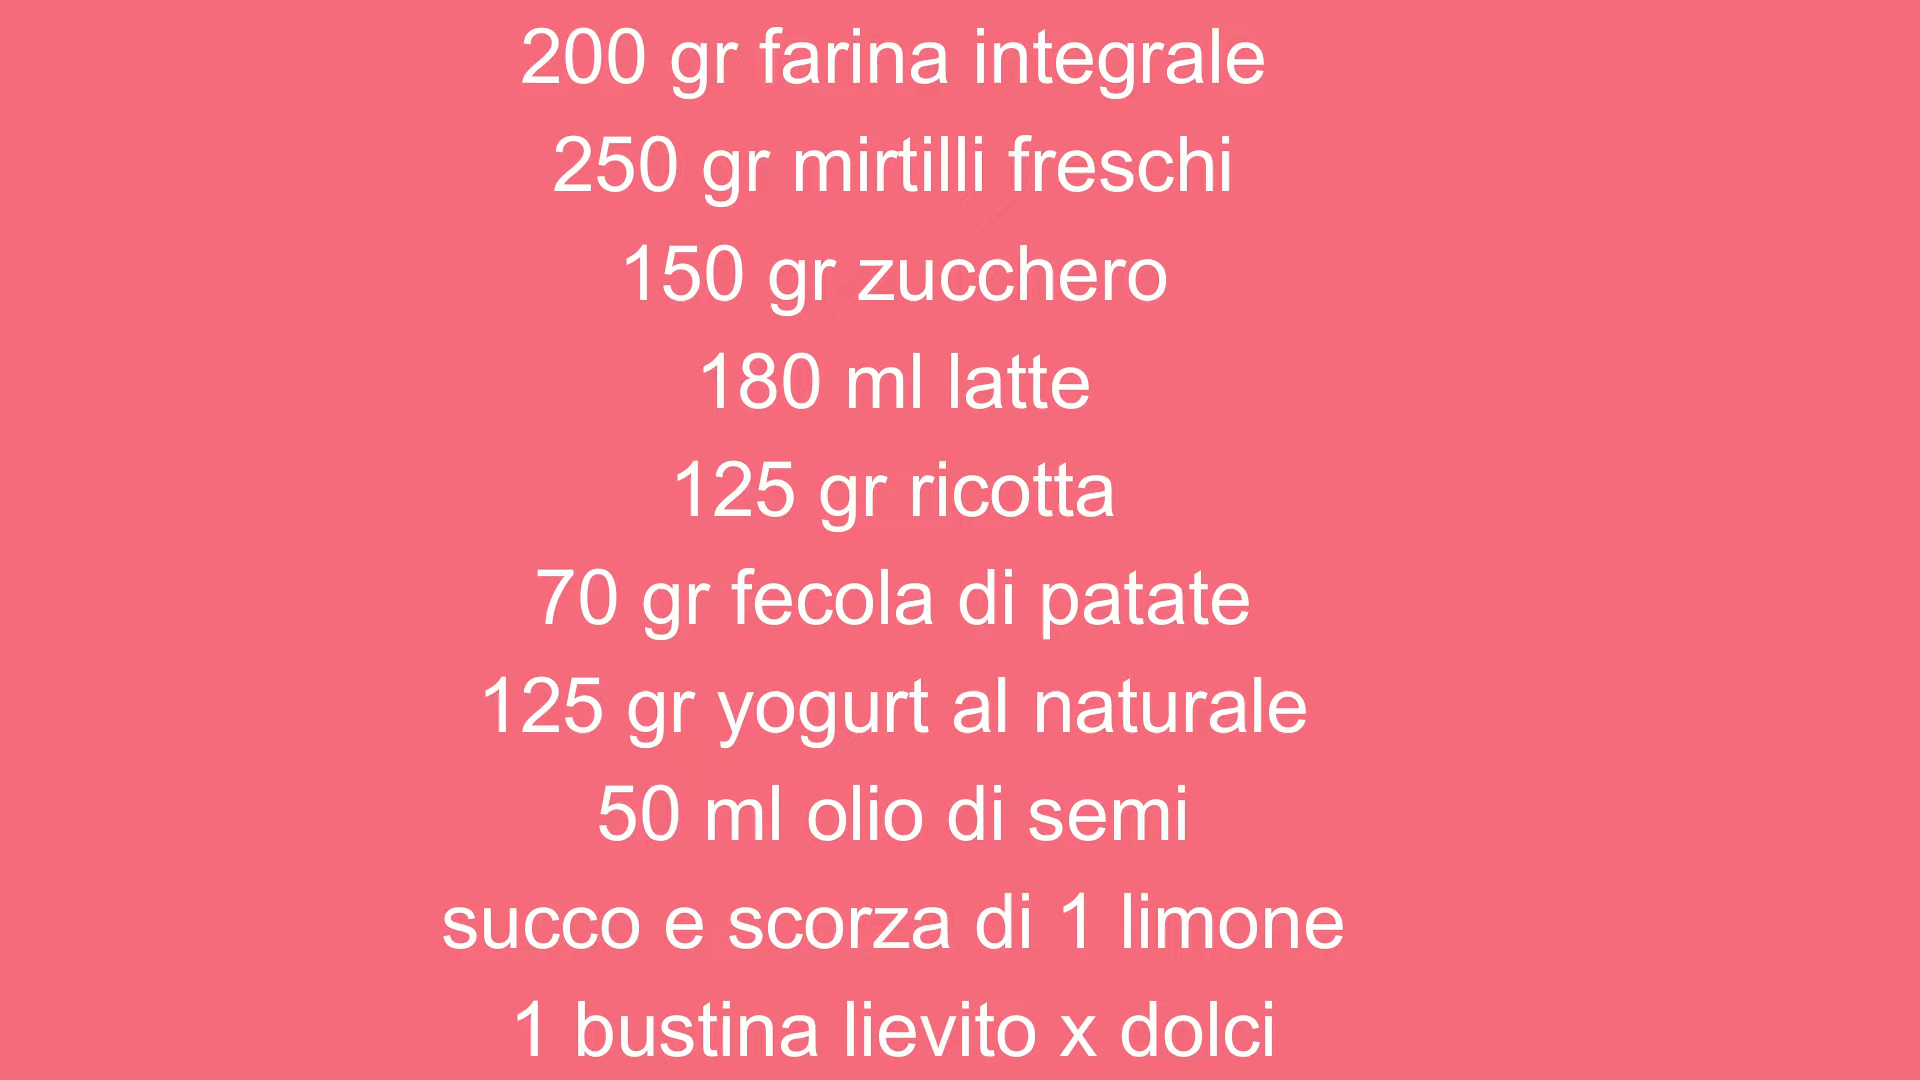 200 gr farina integrale
250 gr mirtilli freschi
150 gr zucchero
180 ml latte
125 gr ricotta
70 gr fecola di patate
125 gr yogurt al naturale
50 ml olio di semi
succo e scorza di 1 limone
1 bustina lievito x dolci